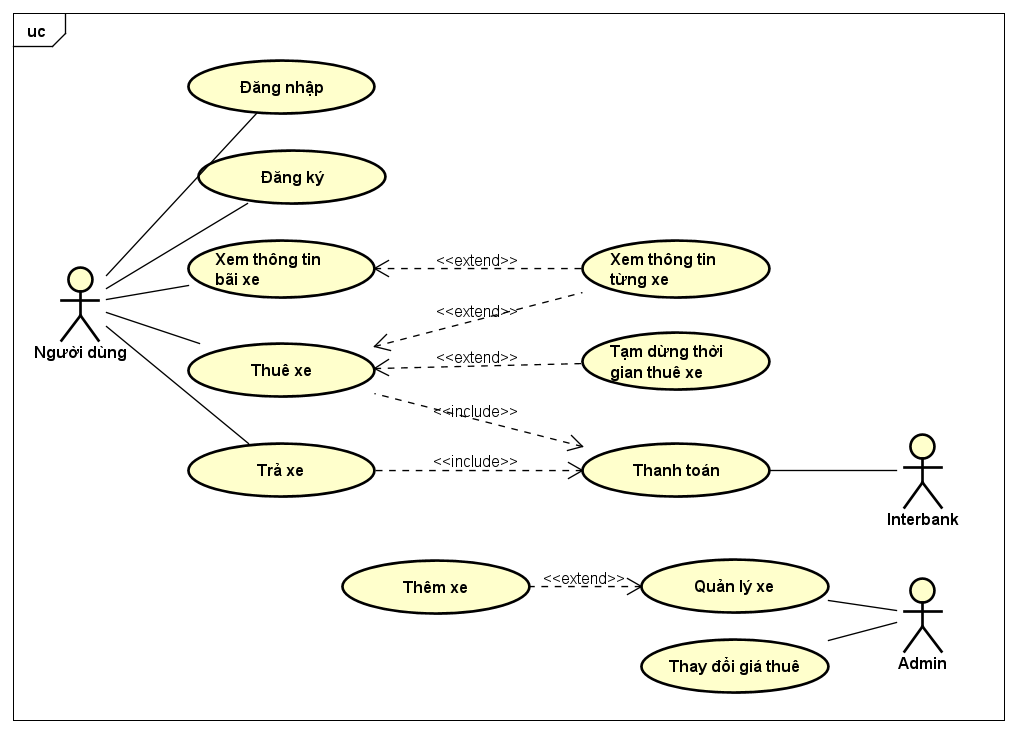 uc
Đăng nhập
Đăng ký
Xem thông tin
bãi xe
<<extend>>
Xem thông tin
từng xe
<<extend>>
Người dùng
Thuê xe
<<extend>>
Tạm dừng thời
gian thuê xe
<<include>>
Trả xe
<<include>>
Thanh toán
Interbank
Thêm xe
<<extend>>
Quản lý xe
Thay đổi giá thuê
Admin